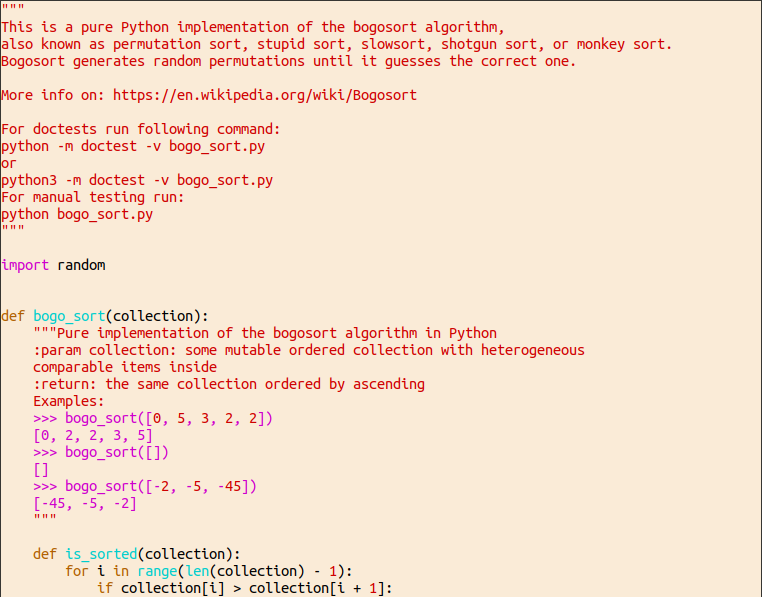 """
This is a pure Python implementation of the bogosort algorithm,
also known as permutation sort, stupid sort, slowsort, shotgun sort, or monkey sort.
Bogosort generates random permutations until it guesses the correct one.

More info on: https://en.wikipedia.org/wiki/Bogosort

For doctests run following command:
python -m doctest -v bogo_sort.py
or
python3 -m doctest -v bogo_sort.py
For manual testing run:
python bogo_sort.py
"""

import random


def bogo_sort(collection):
    """Pure implementation of the bogosort algorithm in Python
    :param collection: some mutable ordered collection with heterogeneous
    comparable items inside
    :return: the same collection ordered by ascending
    Examples:
    >>> bogo_sort([0, 5, 3, 2, 2])
    [0, 2, 2, 3, 5]
    >>> bogo_sort([])
    []
    >>> bogo_sort([-2, -5, -45])
    [-45, -5, -2]
    """

    def is_sorted(collection):
        for i in range(len(collection) - 1):
            if collection[i] > collection[i + 1]: